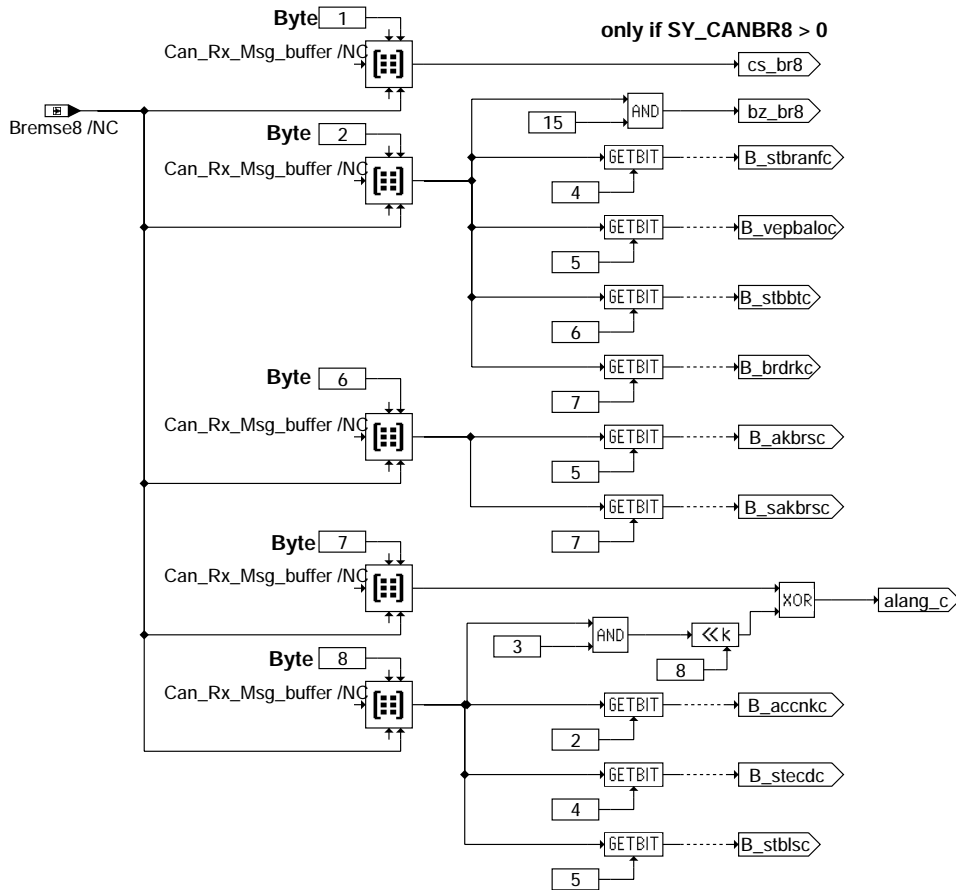 Byte 1
only if SY_CANBR8 > 0
Can_Rx_Msg_buffer /NC
cs_br8
Bremse8 /NC
AND
bz_br8
15
Byte 2
Can_Rx_Msg_buffer /NC
GETBIT
B_stbranfc
4
GETBIT
B_vepbaloc
5
GETBIT
B_stbbtc
6
GETBIT
B_brdrkc
7
Byte 6
Can_Rx_Msg_buffer /NC
GETBIT
B_akbrsc
5
GETBIT
B_sakbrsc
7
Byte 7
Can_Rx_Msg_buffer /NC
XOR
alang_c
AND
<<k
3
8
Byte 8
Can_Rx_Msg_buffer /NC
GETBIT
B_accnkc
2
GETBIT
B_stecdc
4
GETBIT
B_stblsc
5